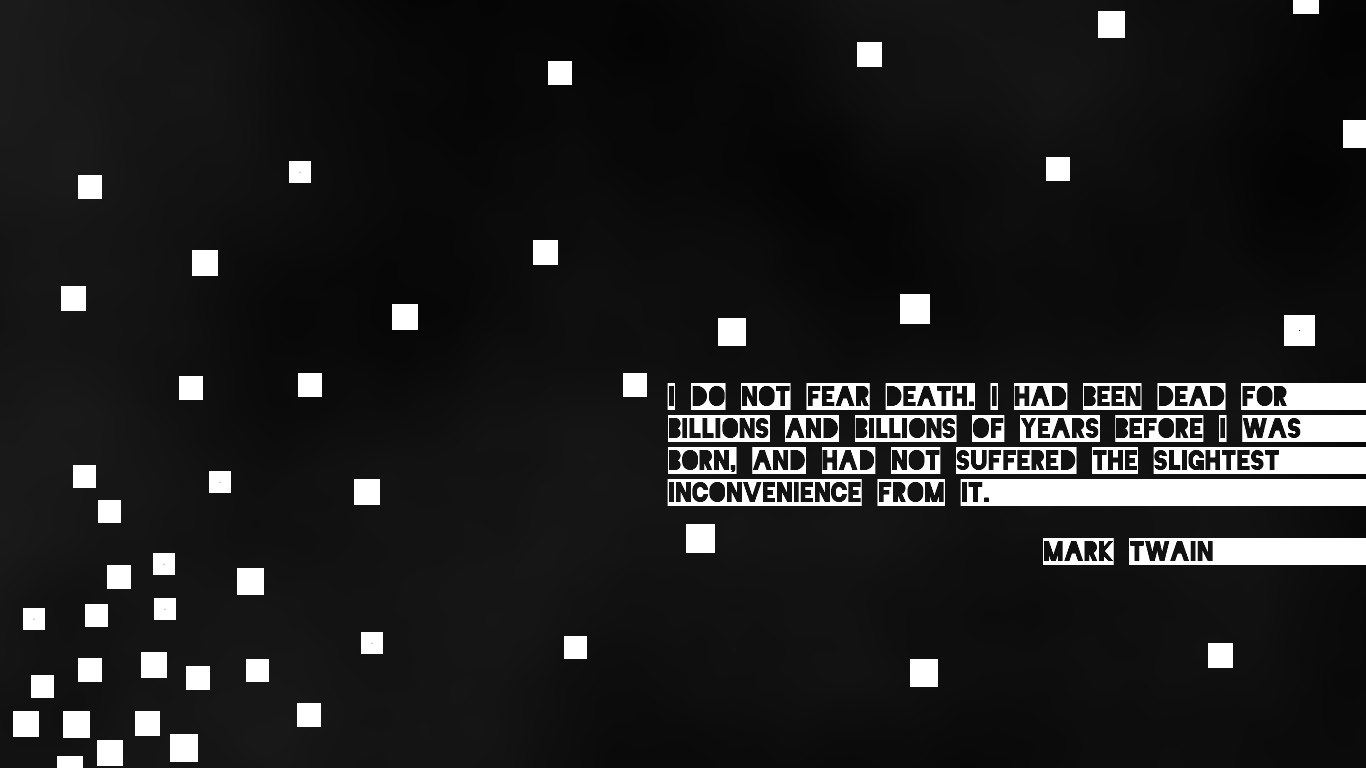 I DO NOT FEAR DEATH. I HAD BEEN DEAD FOR
BILLIONS AND BILLIONS OF YEARS BEFORE I WAS
BORN, AND HAD NOT SUFFERED THE SLIGHTEST
INCONVENIENCE FROM IT.
MARK TWAIN